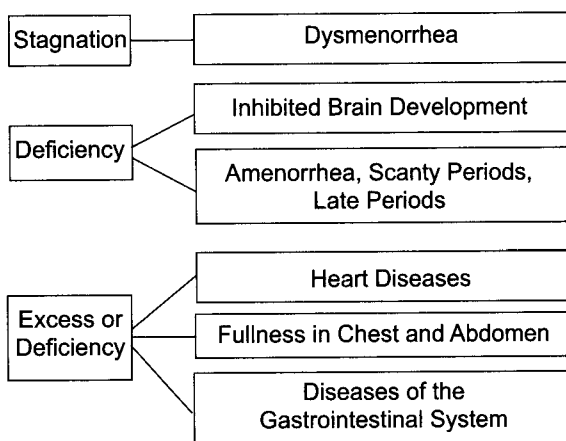 Stagnation
Dysmenorrhea
Deficiency
Inhibited Brain Development
Amenorrhea, Scanty Periods,
Late Periods
Excess or
Deficiency
Heart Diseases
Fullness in Chest and Abdomen
Diseases of the
Gastrointestinal System